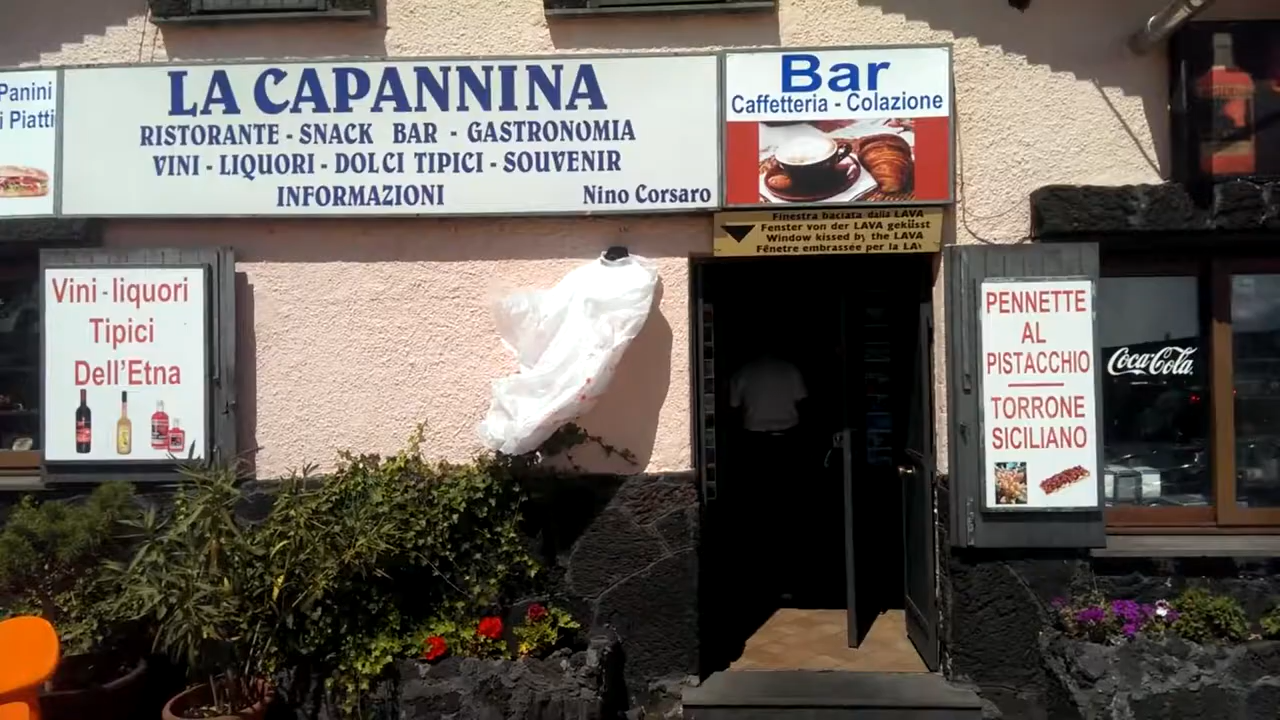 Panini
i Piatti
LA CAPANNINA
RISTORANTE - SNACK BAR - GASTRONOMIA
VINI - LIQUORI - DOLCI TIPICI - SOUVENIR
INFORMAZIONI Nino Corsaro
Bar
Caffetteria - Colazione
Finestra baciata dalla LAVA
Fenster von der LAVA geküsst
Window kissed by the LAVA
Fênetre embrassée per la LAV
Vini - liquori
Tipici
Dell'Etna
PENNETTE
AL
PISTACCHIO
TORRONE
SICILIANO
Coca-Cola